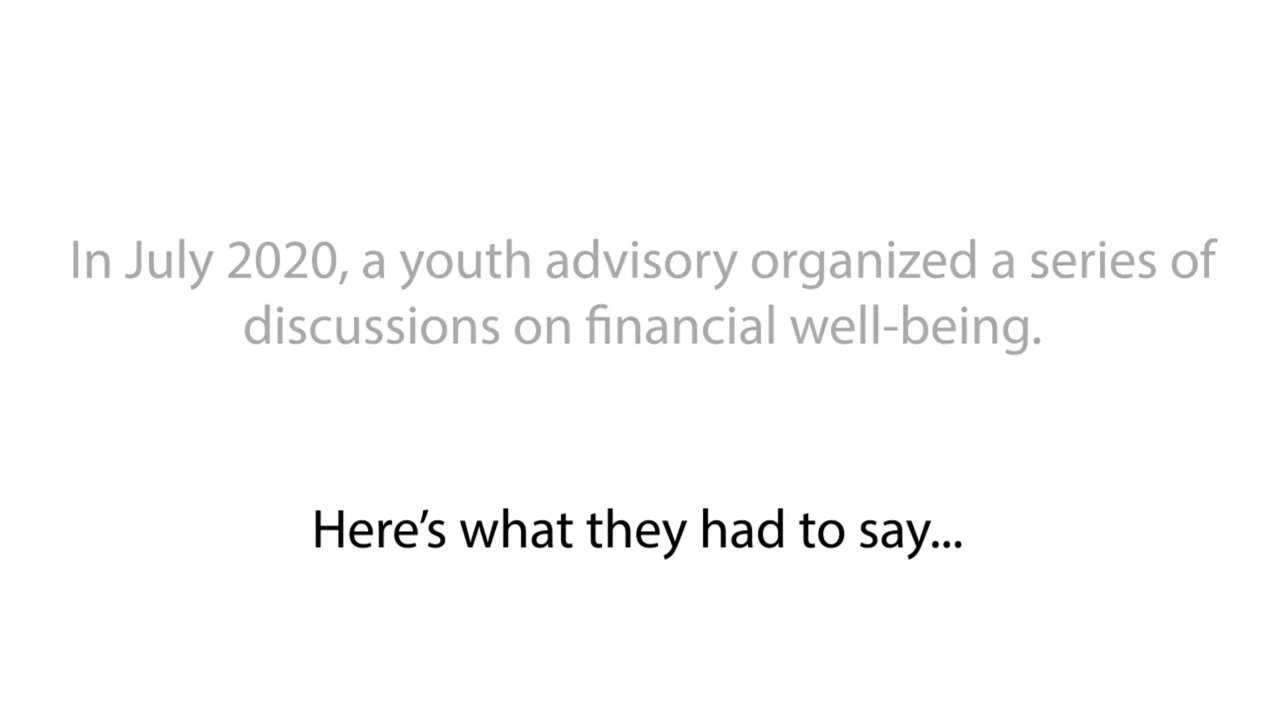 In July 2020, a youth advisory organized a series of
discussions on financial well-being.
Here’s what they had to say...